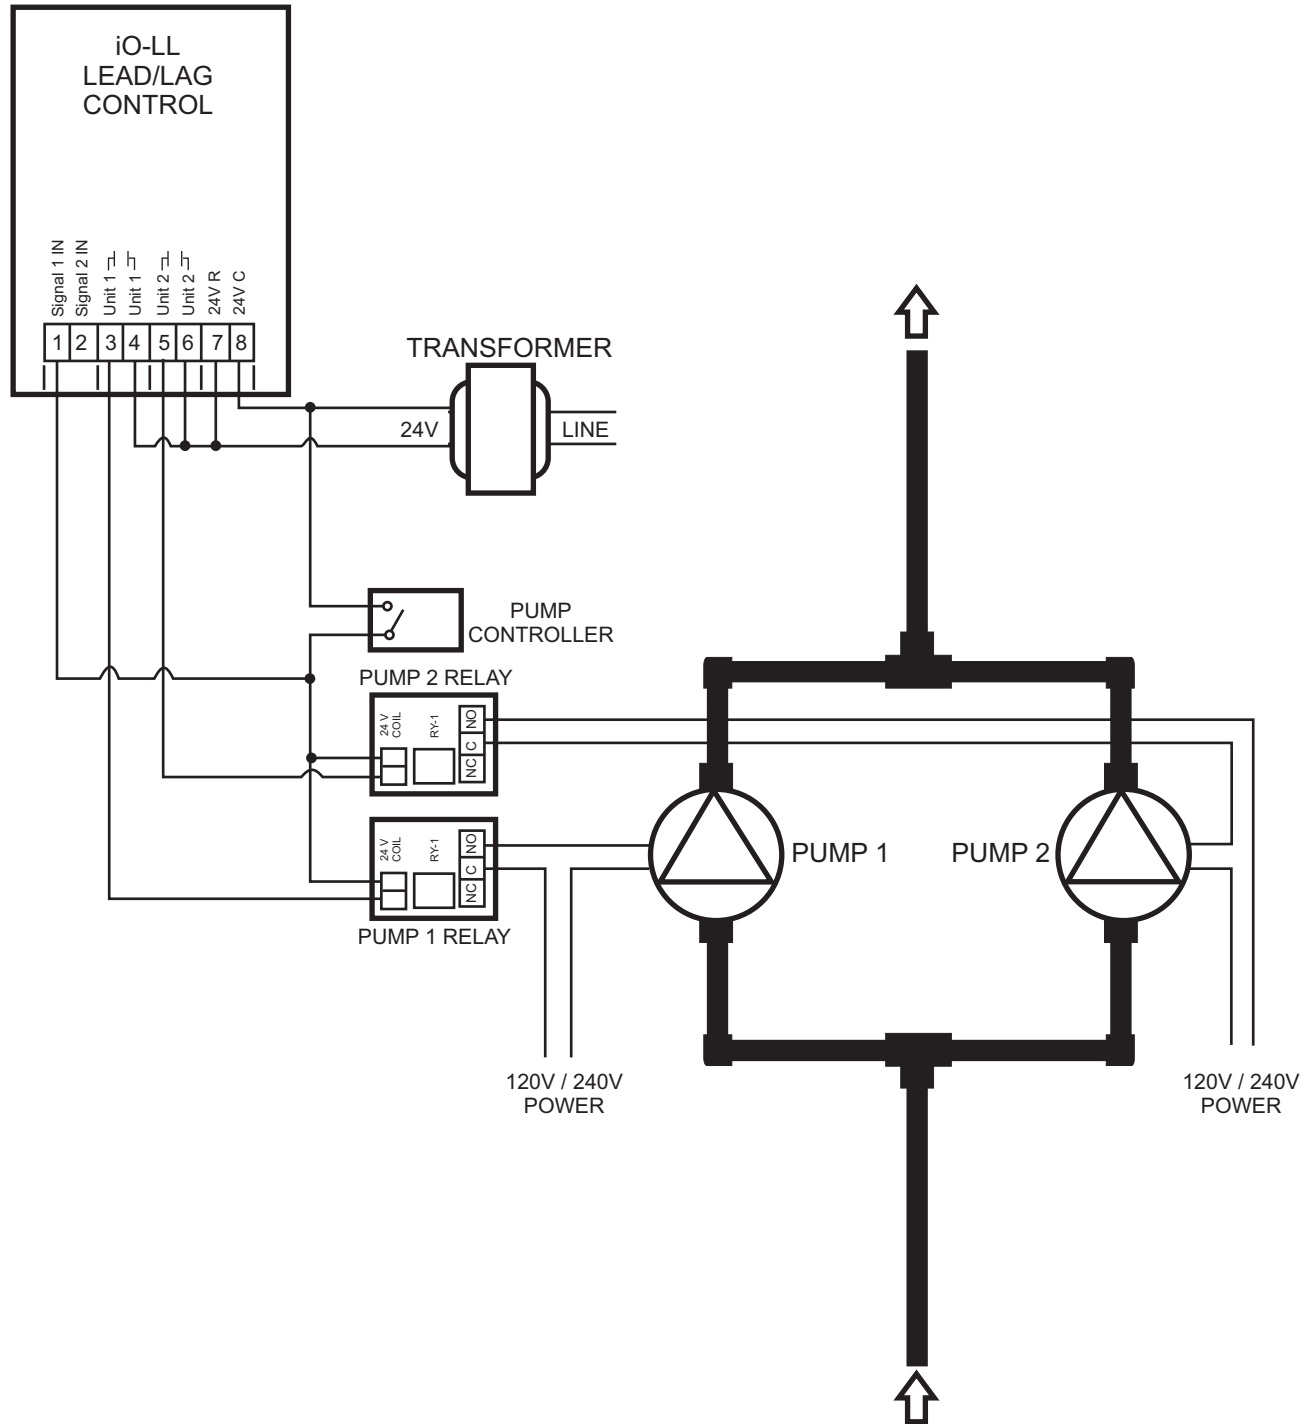 iO-LL
LEAD/LAG
CONTROL
Signal 1 IN
Signal 2 IN
Unit 1
Unit 1
Unit 2
Unit 2
24V R
24V C
1 2 3 4 5 6 7 8
TRANSFORMER
24V
LINE
PUMP
CONTROLLER
PUMP 2 RELAY
24 V
COIL
RY-1
NO
C
NC
24 V
COIL
RY-1
NO
C
NC
PUMP 1 RELAY
PUMP 1
PUMP 2
120V / 240V
POWER
120V / 240V
POWER